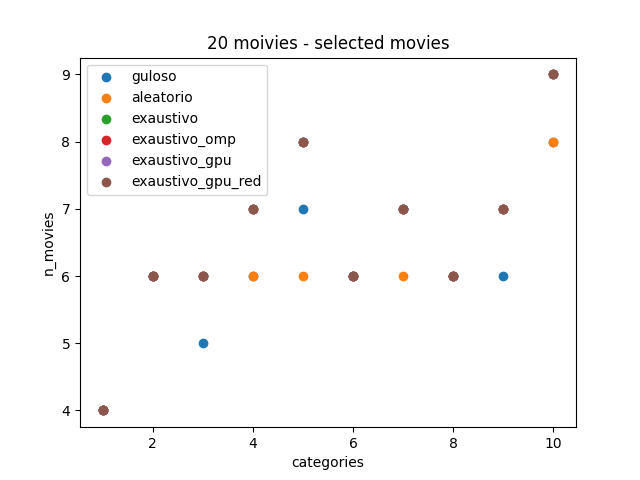 20 moivies - selected movies
guloso
aleatorio
exaustivo
exaustivo_omp
exaustivo_gpu
exaustivo_gpu_red
9
8
7
6
5
4
n_movies
2 4 6 8 10
categories